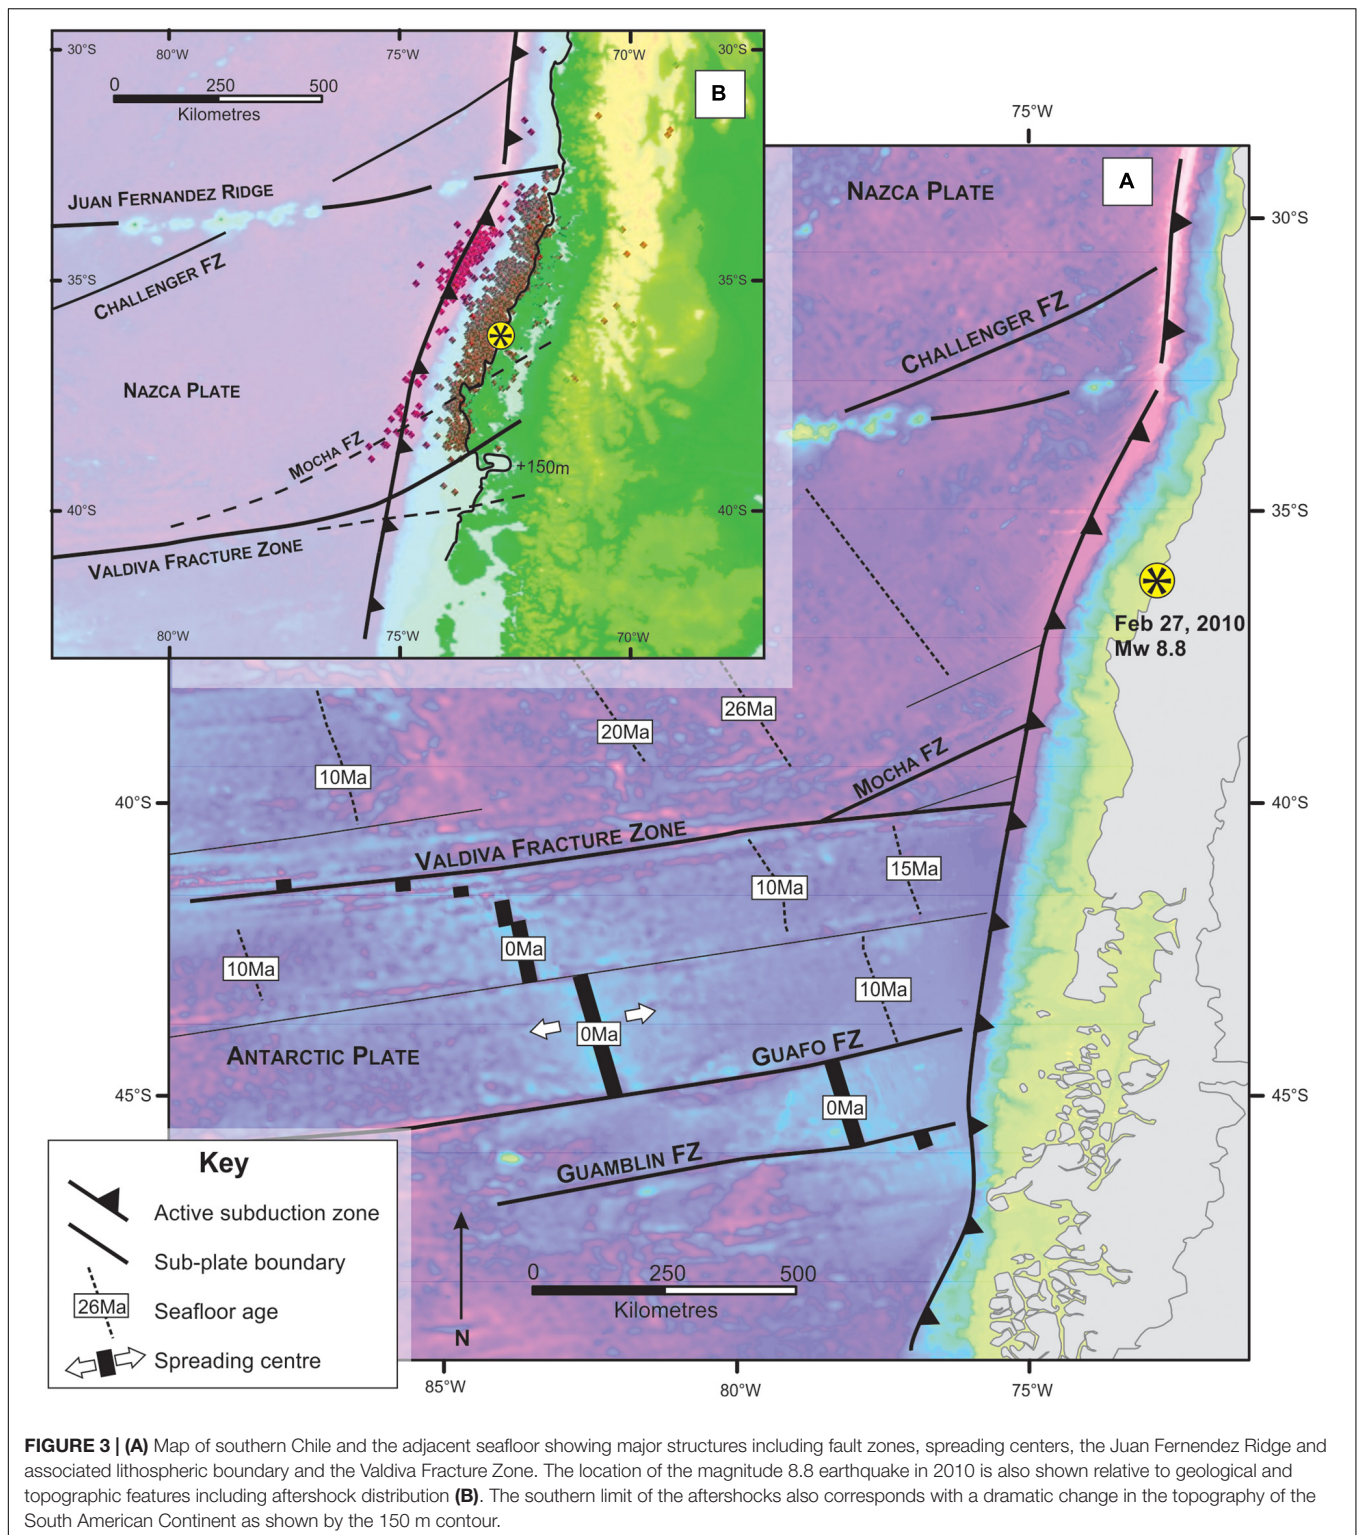 30°S
80°W
75°W
70°W
30°S
0 250 500
Kilometres
B
JUAN FERNANDEZ RIDGE
CHALLENGER FZ
35°S
35°S
NAZCA PLATE
MOCHA FZ
+150m
40°S
40°S
VALDIVA FRACTURE ZONE
80°W
75°W
70°W
75°W
NAZCA PLATE
A
30°S
CHALLENGER FZ
35°S
Feb 27, 2010
Mw 8.8
26Ma
20Ma
10Ma
MOCHA FZ
40°S
40°S
VALDIVA FRACTURE ZONE
15Ma
10Ma
0Ma
10Ma
10Ma
0Ma
ANTARCTIC PLATE
GUAFO FZ
45°S
45°S
0Ma
GUAMBLIN FZ
Key
Active subduction zone
Sub-plate boundary
26Ma
Seafloor age
Spreading centre
N
0 250 500
Kilometres
85°W
80°W
75°W
FIGURE 3 | (A) Map of southern Chile and the adjacent seafloor showing major structures including fault zones, spreading centers, the Juan Fernendez Ridge and
associated lithospheric boundary and the Valdiva Fracture Zone. The location of the magnitude 8.8 earthquake in 2010 is also shown relative to geological and
topographic features including aftershock distribution (B). The southern limit of the aftershocks also corresponds with a dramatic change in the topography of the
South American Continent as shown by the 150 m contour.